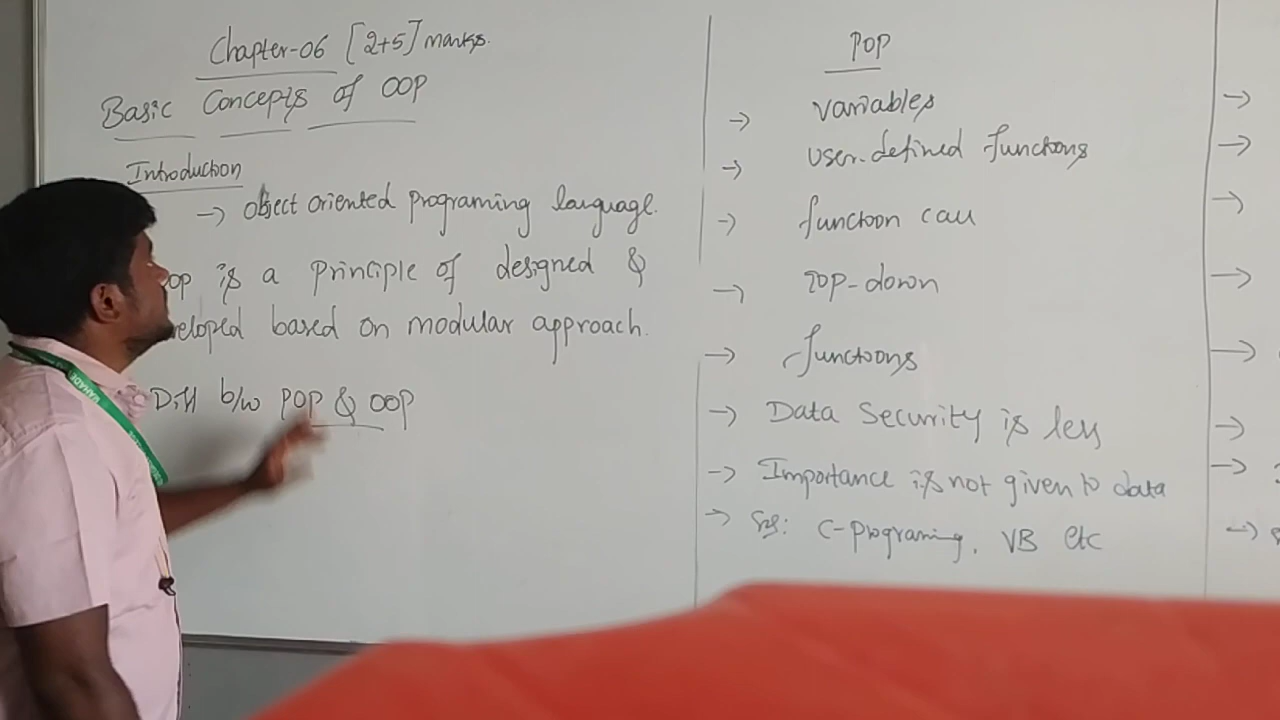 Chapter-06 [2+5] marks.
Basic Concepts of OOP
Introduction
→ Object oriented programing language.
oop is a principle of designed &
veloped based on modular approach.
Diff b/w POP & OOP
POP
→ variables
→ user-defined functions
→ function call
→ Top-down
→ functions
→ Data Security is less
→ Importance is not given to data
→ C-Programing, VB etc